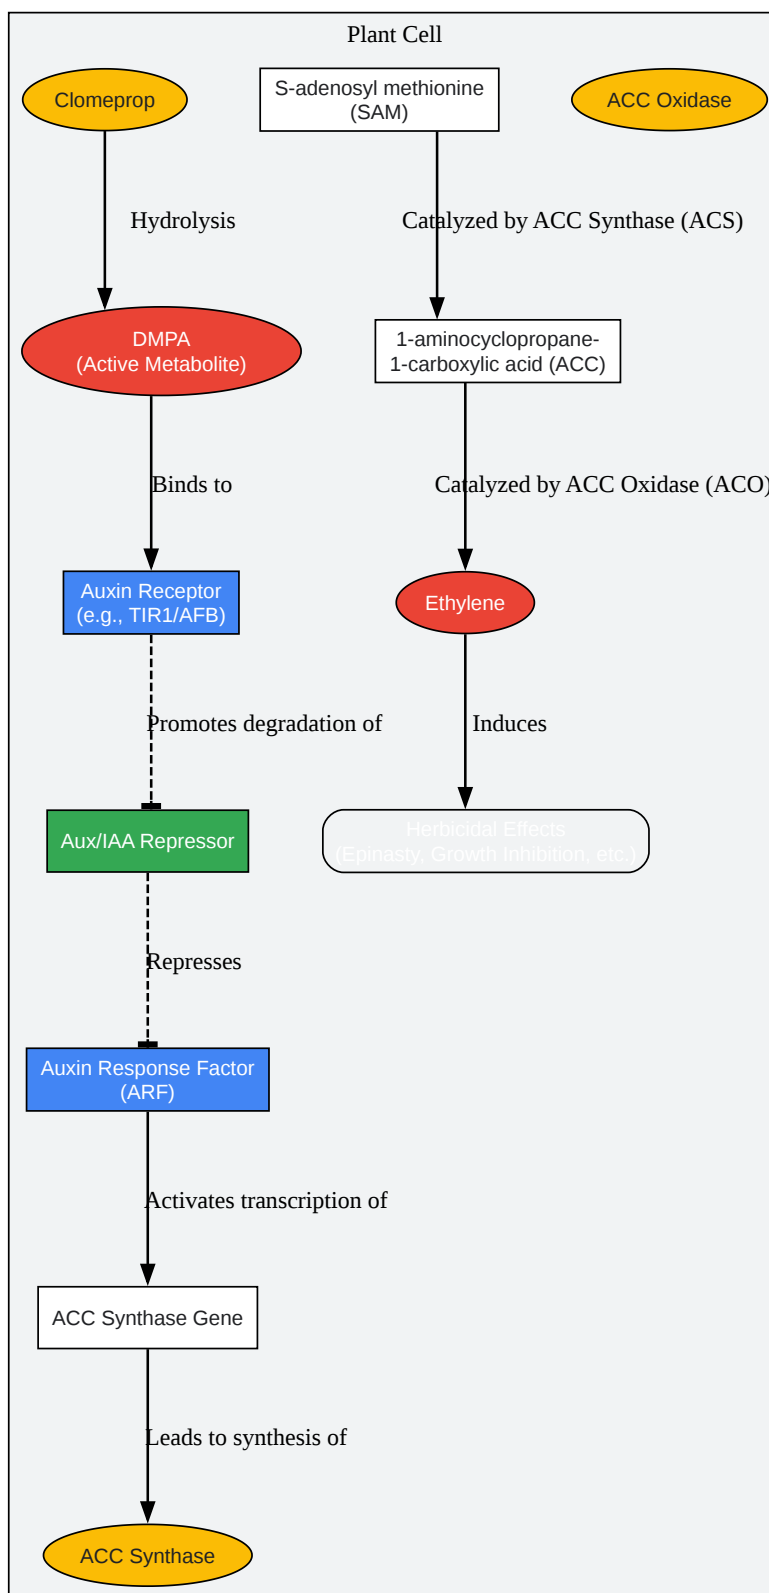 Plant Cell
Clomeprop
S-adenosyl methionine
(SAM)
ACC Oxidase
Hydrolysis
Catalyzed by ACC Synthase (ACS)
DMPA
(Active Metabolite)
1-aminocyclopropane-
1-carboxylic acid (ACC)
Binds to
Catalyzed by ACC Oxidase (ACO)
Auxin Receptor
(e.g., TIR1/AFB)
Ethylene
Promotes degradation of
Induces
Aux/IAA Repressor
Herbicidal Effects
(Epinasty, Growth Inhibition, etc.)
Represses
Auxin Response Factor
(ARF)
Activates transcription of
ACC Synthase Gene
Leads to synthesis of
ACC Synthase